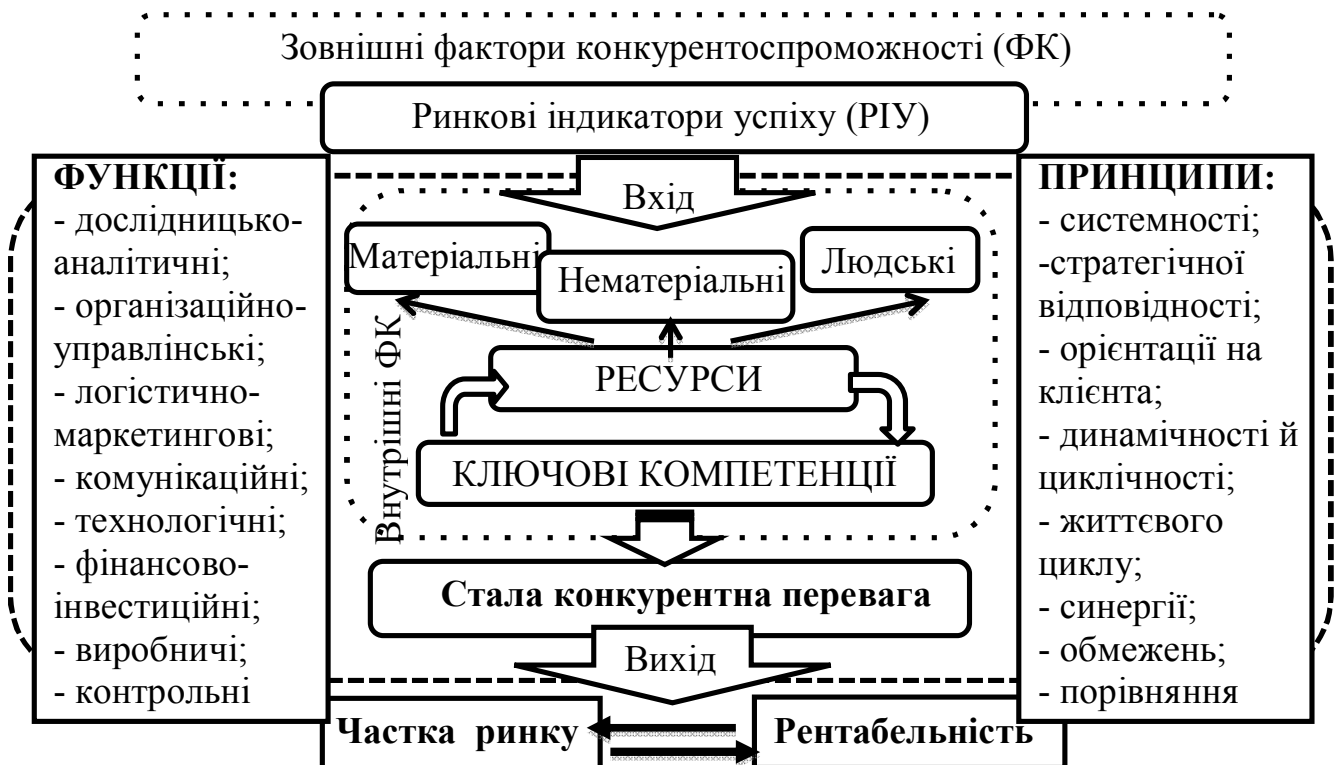 Зовнішні фактори конкурентоспроможності (ФК)
Ринкові індикатори успіху (РІУ)
ФУНКЦІЇ:
- дослідницько-
аналітичні;
- організаційно-
управлінські;
- логістично-
маркетингові;
- комунікаційні;
- технологічні;
- фінансово-
інвестиційні;
- виробничі;
- контрольні
Вхід
Матеріальні
Нематеріальні
Людські
Внутрішні ФК
РЕСУРСИ
КЛЮЧОВІ КОМПЕТЕНЦІЇ
Стала конкурентна перевага
Вихід
ПРИНЦИПИ:
- системності;
-стратегічної
відповідності;
- орієнтації на
клієнта;
- динамічності й
циклічності;
- життєвого
циклу;
- синергії;
- обмежень;
- порівняння
Частка ринку
Рентабельність